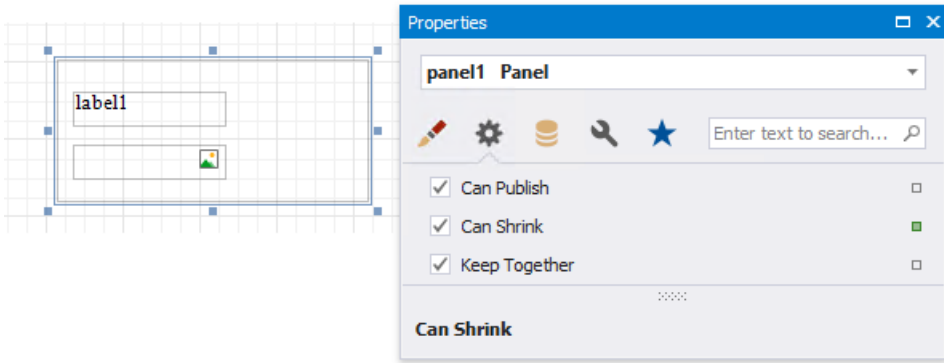 label1
Properties
panel1 Panel
Enter text to search...
Can Publish
Can Shrink
Keep Together
Can Shrink